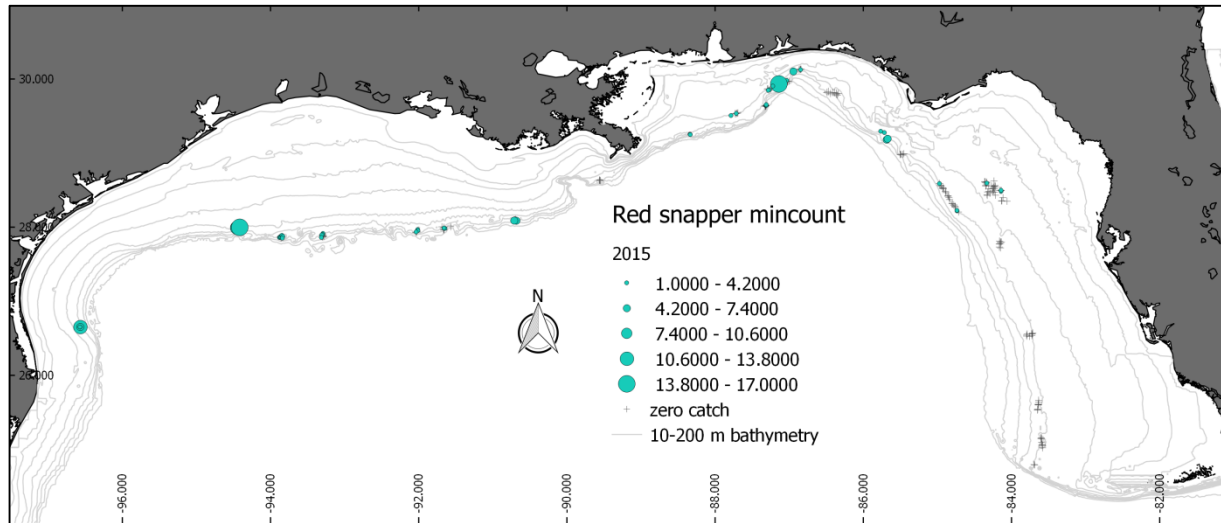 30.000
28.000
26.000
Red snapper mincount
2015
1.0000 - 4.2000
4.2000 - 7.4000
7.4000 - 10.6000
10.6000 - 13.8000
13.8000 - 17.0000
zero catch
10-200 m bathymetry
N
-96.000
-94.000
-92.000
-90.000
-88.000
-86.000
-84.000
-82.000